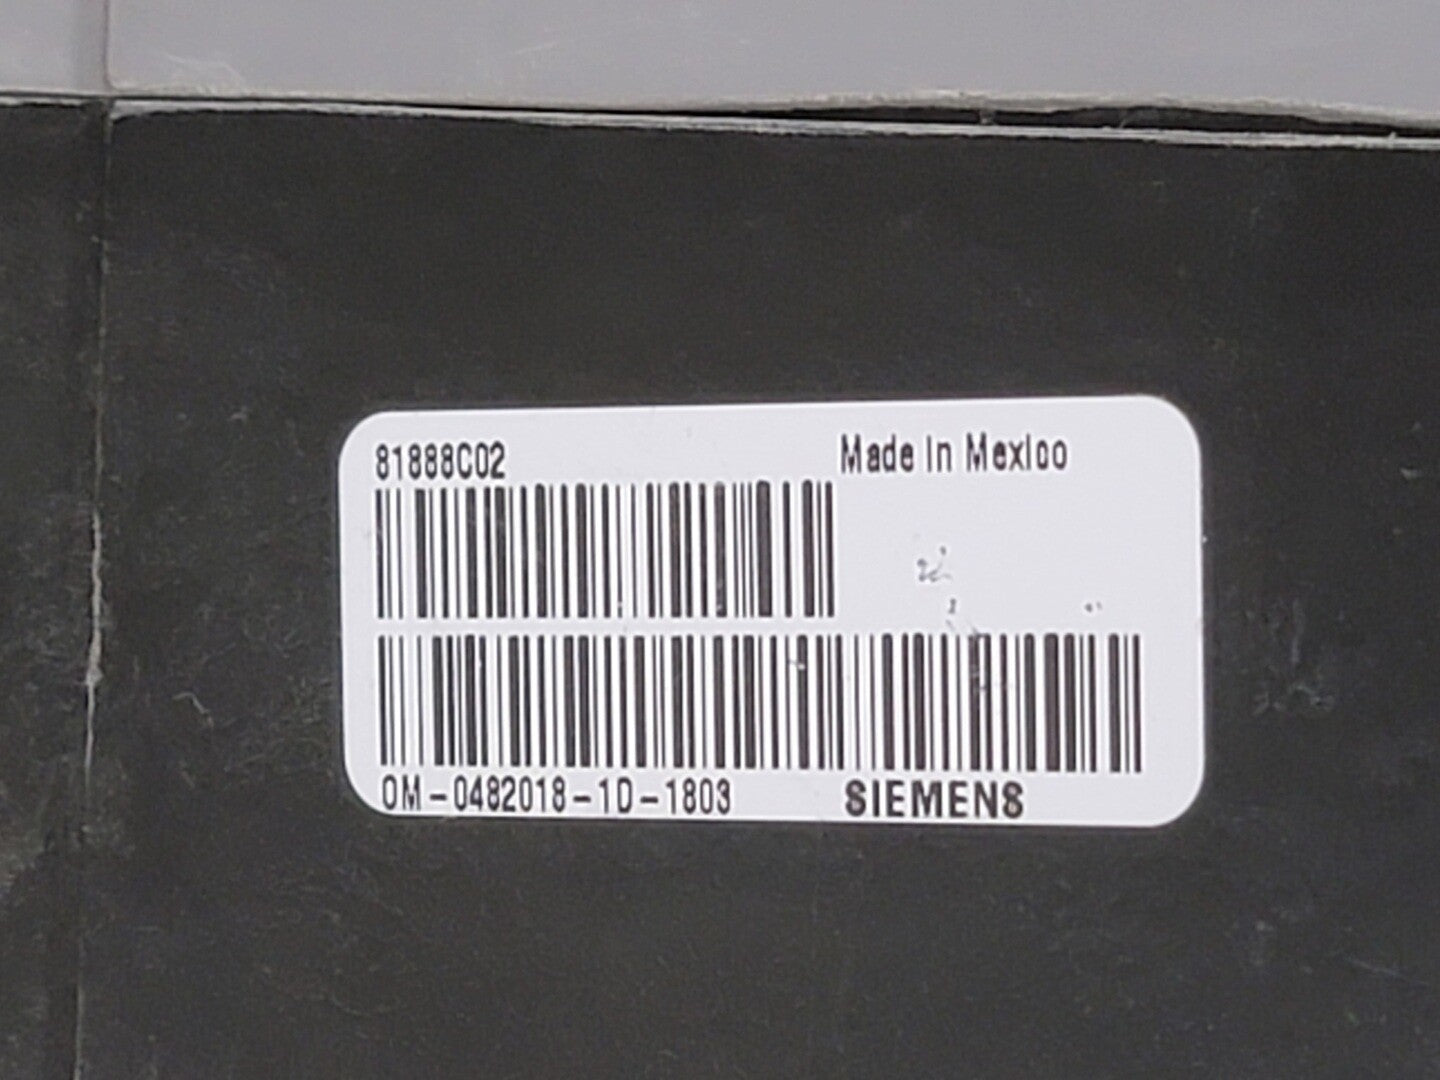 81888C02
Made In Mexico
0M-0482018-1D-1803
SIEMENS